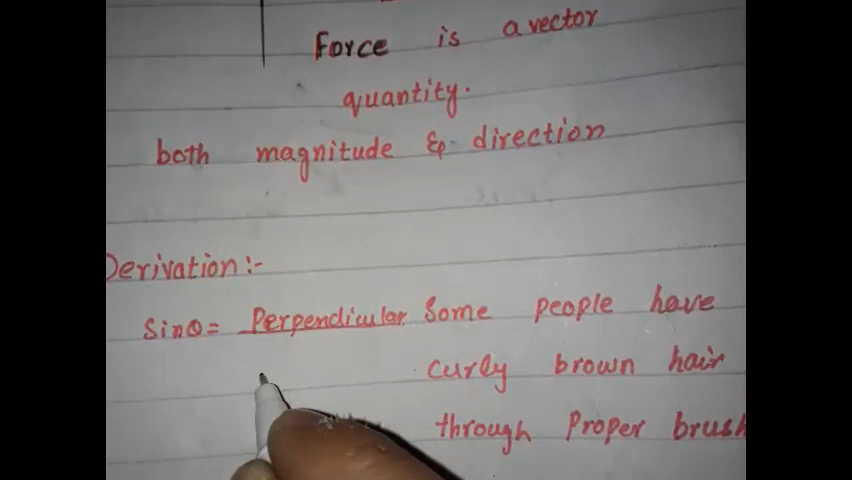 Force is a vector
quantity.
both magnitude & direction
Derivation :-
Sinθ = Perpendicular Some people have
curly brown hair
through Proper brush